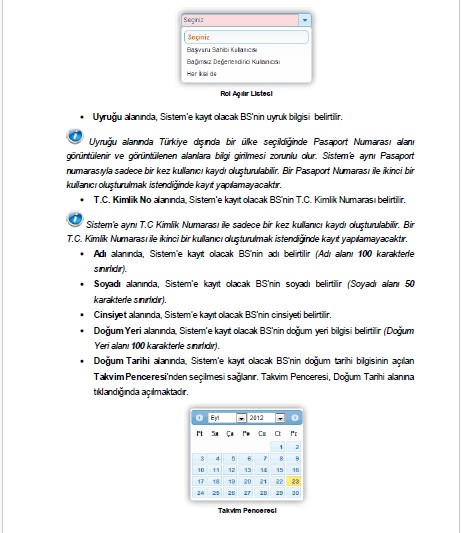 Seçiniz
Seçiniz
Başvuru Sahibi Kullanıcısı
Bağımsız Değerlendirici Kullanıcısı
Her ikisi de
Rol Açılır Listesi
• Uyruğu alanında, Sistem'e kayıt olacak BS'nin uyruk bilgisi belirtilir.
Uyruğu alanında Türkiye dışında bir ülke seçildiğinde Pasaport Numarası alanı
görüntülenir ve görüntülenen alanlara bilgi girilmesi zorunlu olur. Sistem'e aynı Pasaport
numarasıyla sadece bir kez kullanıcı kaydı oluşturulabilir. Bir Pasaport Numarası ile ikinci bir
kullanıcı oluşturulmak istendiğinde kayıt yapılamayacaktır.
• T.C. Kimlik No alanında, Sistem'e kayıt olacak BS'nin T.C. Kimlik Numarası belirtilir.
Sistem'e aynı T.C Kimlik Numarası ile sadece bir kez kullanıcı kaydı oluşturulabilir. Bir
T.C. Kimlik Numarası ile ikinci bir kullanıcı oluşturulmak istendiğinde kayıt yapılamayacaktır.
• Adı alanında, Sistem'e kayıt olacak BS'nin adı belirtilir (Adı alanı 100 karakterle
sınırlıdır).
• Soyadı alanında, Sistem'e kayıt olacak BS'nin soyadı belirtilir (Soyadı alanı 50
karakterle sınırlıdır).
• Cinsiyet alanında, Sistem'e kayıt olacak BS'nin cinsiyeti belirtilir.
• Doğum Yeri alanında, Sistem'e kayıt olacak BS'nin doğum yeri bilgisi belirtilir (Doğum
Yeri alanı 100 karakterle sınırlıdır).
• Doğum Tarihi alanında, Sistem'e kayıt olacak BS'nin doğum tarihi bilgisinin açılan
Takvim Penceresi'nden seçilmesi sağlanır. Takvim Penceresi, Doğum Tarihi alanına
tıklandığında açılmaktadır.
Eyl 2012
Pt Sa Ça Pe Cu Ct Pz
1 2
3 4 5 6 7 8 9
10 11 12 13 14 15 16
17 18 19 20 21 22 23
24 25 26 27 28 29 30
Takvim Penceresi